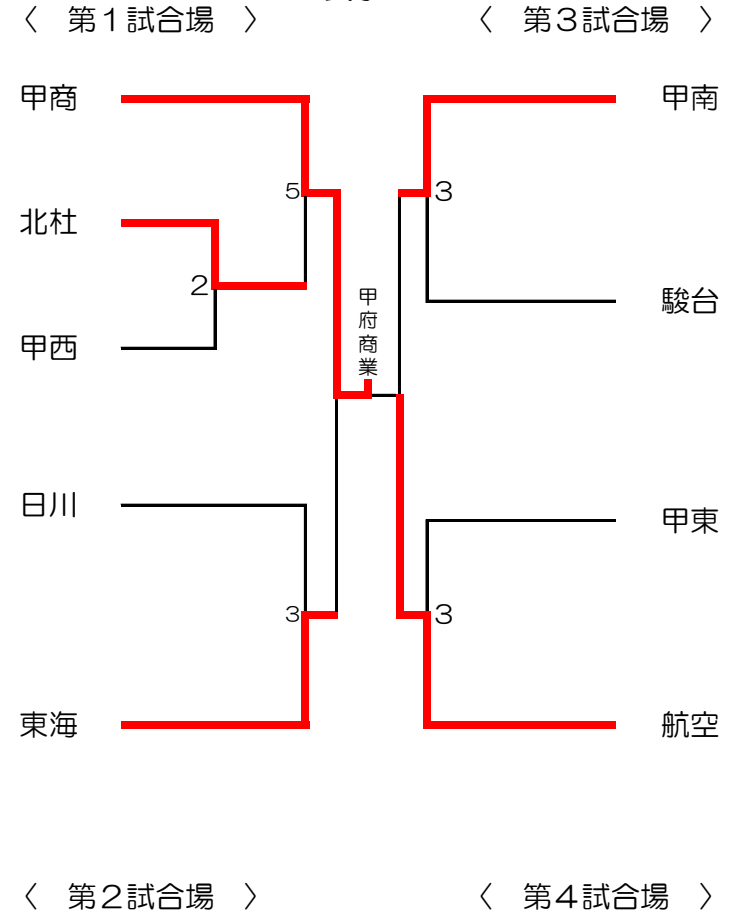 〈 第1試合場 〉
〈 第3試合場 〉
甲商
甲南
5
3
北杜
2
甲府商業
駿台
甲西
日川
甲東
3
3
東海
航空
〈 第2試合場 〉
〈 第4試合場 〉